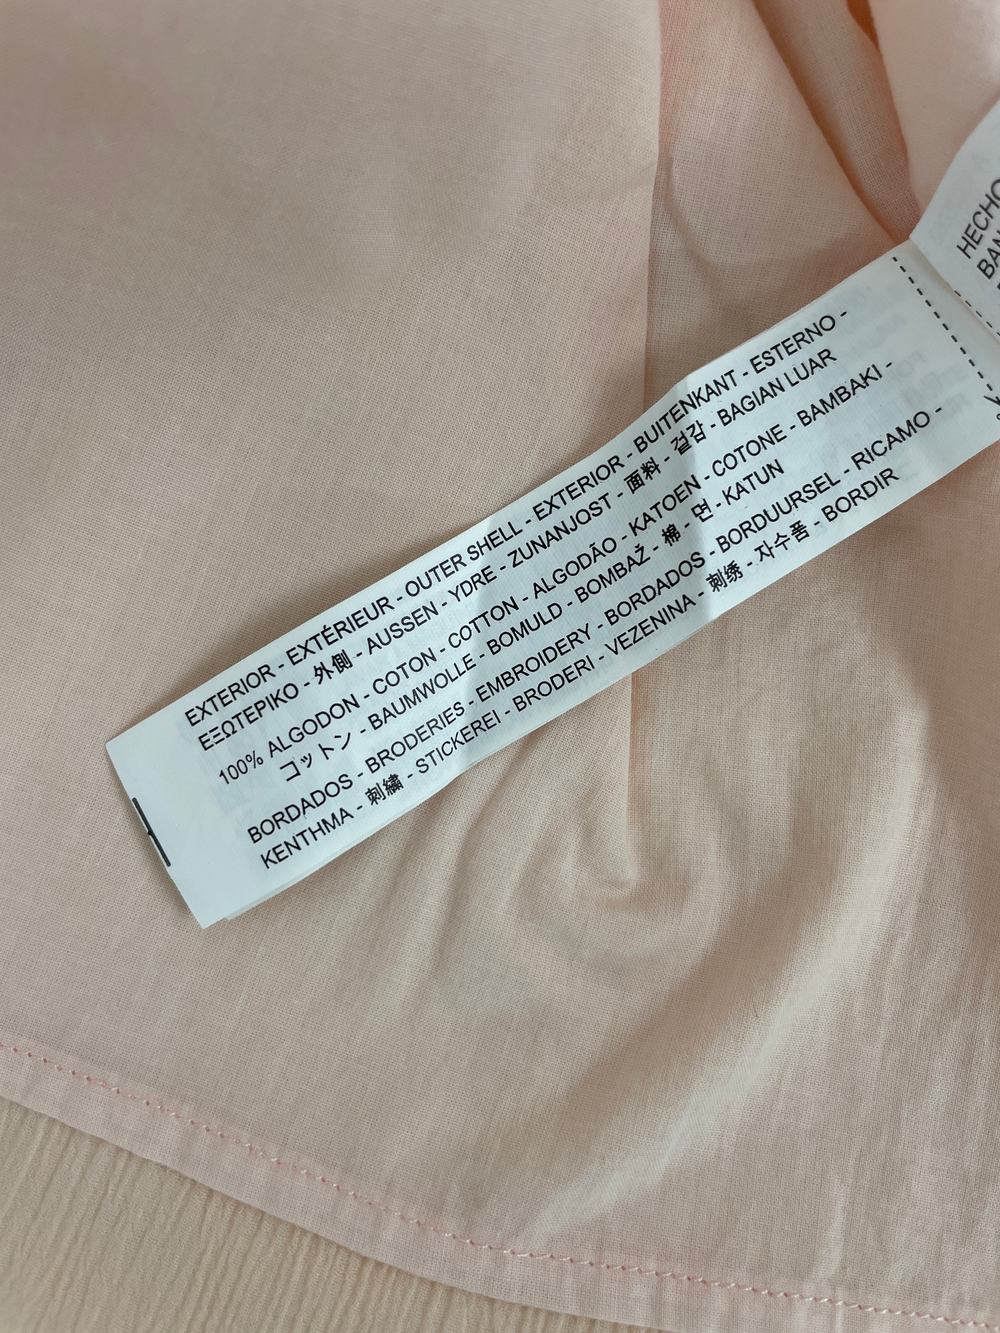 EXTERIOR - EXTÉRIEUR - OUTER SHELL - EXTERIOR - BUITENKANT - ESTERNO -
ΕΞΩΤΕΡΙΚΟ - 外側 - AUSSEN - YDRE - ZUNANJOST - 面料 - 겉감 - BAGIAN LUAR
100% ALGODON - COTON - COTTON - ALGODÃO - KATOEN - COTONE - BAMBAKI -
コットン - BAUMWOLLE - BOMULD - BOMBAŽ - 棉 - 면 -KATUN
BORDADOS - BRODERIES - EMBROIDERY - BORDADOS - BORDUURSEL - RICAMO -
KENTHMA - 刺繍 - STICKEREI - BRODERI - VEZENINA - 刺绣 - 자수품 - BORDIR
HECHO